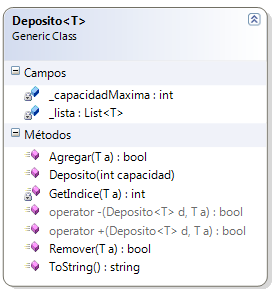 Deposito<T>
Generic Class
Campos
_capacidadMaxima : int
_lista : List<T>
Métodos
Agregar(T a) : bool
Deposito(int capacidad)
GetIndice(T a) : int
operator -(Deposito<T> d, T a) : bool
operator +(Deposito<T> d, T a) : bool
Remover(T a) : bool
ToString() : string